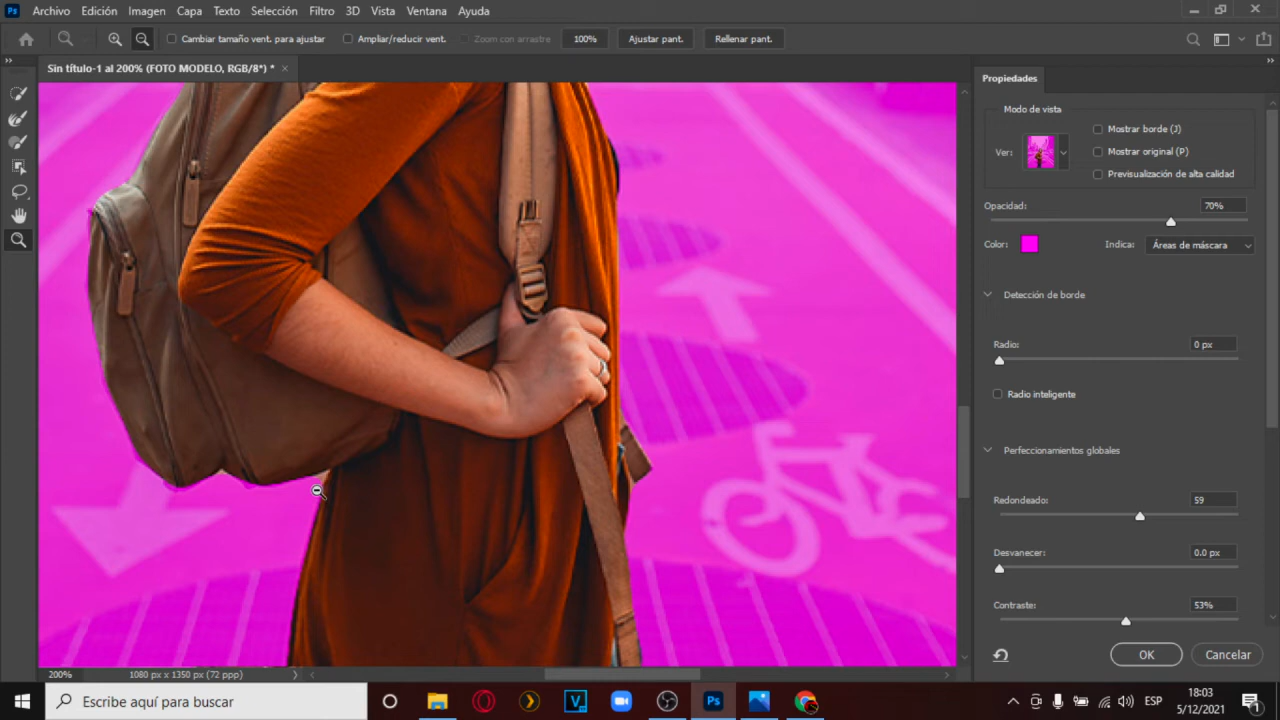 Ps Archivo Edición Imagen Capa Texto Selección Filtro 3D Vista Ventana Ayuda
Cambiar tamaño vent. para ajustar Ampliar/reducir vent. Zoom con arrastre 100% Ajustar pant. Rellenar pant.
Sin título-1 al 200% (FOTO MODELO, RGB/8*) *
Propiedades
Modo de vista
Ver:
Mostrar borde (J)
Mostrar original (P)
Previsualización de alta calidad
Opacidad: 70%
Color: Indica: Áreas de máscara
Detección de borde
Radio: 0 px
Radio inteligente
Perfeccionamientos globales
Redondeado: 59
Desvanecer: 0.0 px
Contraste: 53%
OK Cancelar
200% 1080 px x 1350 px (72 ppp)
Escribe aquí para buscar
V
Ps
ESP
18:03
5/12/2021
1